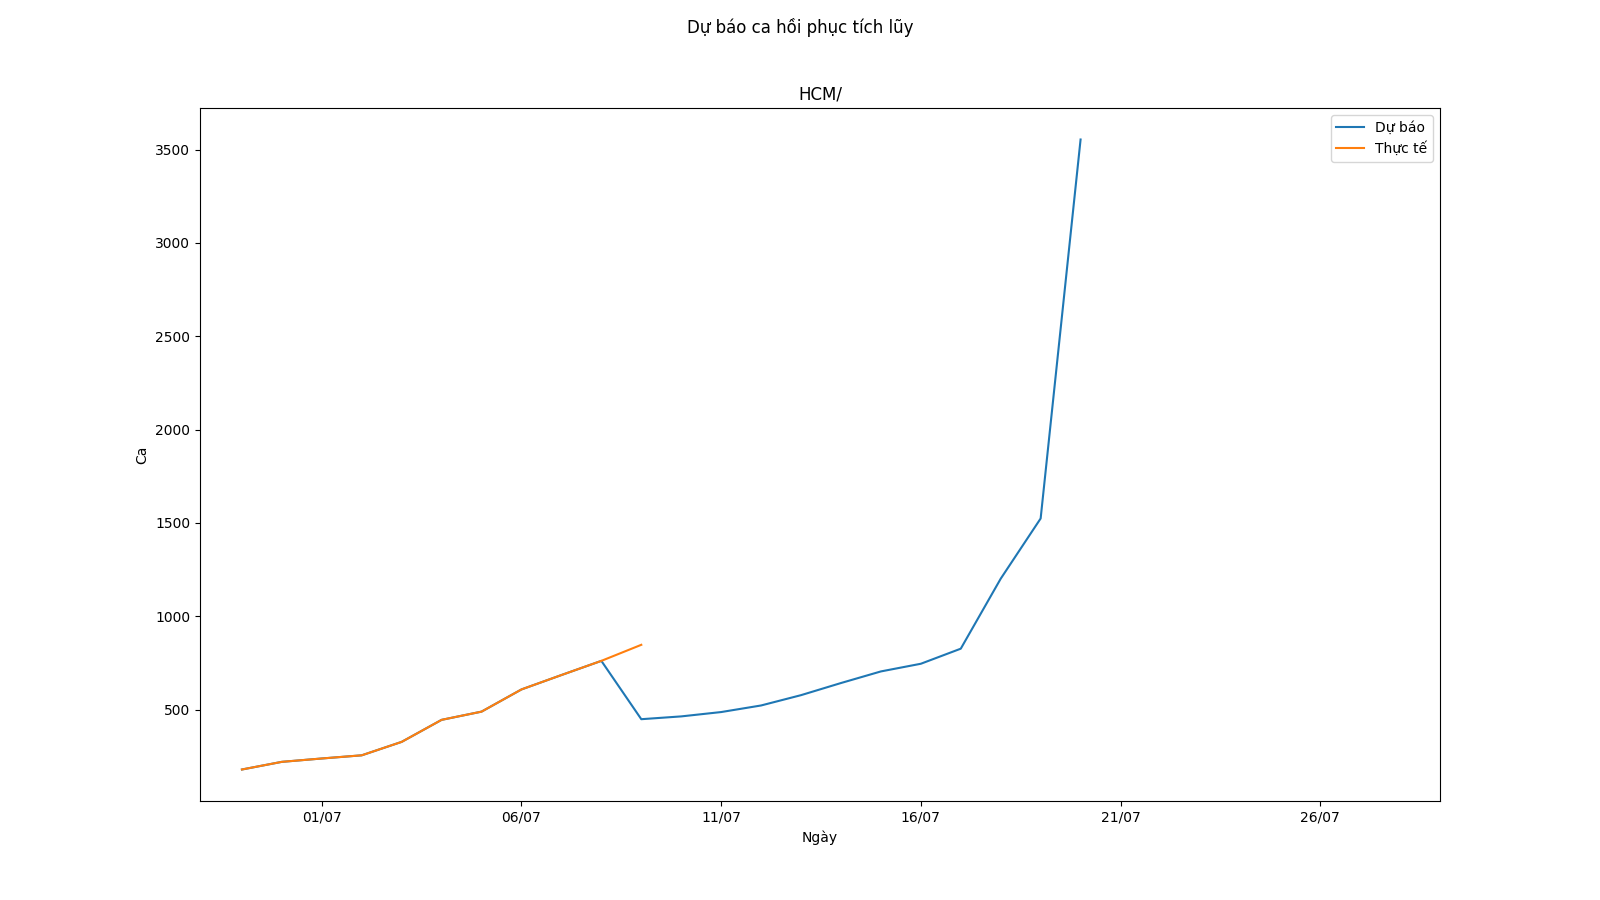 Dự báo ca hồi phục tích lũy
HCM/
Dự báo
Thực tế
3500
3000
2500
2000
1500
1000
500
Ca
01/07
06/07
11/07
16/07
21/07
26/07
Ngày